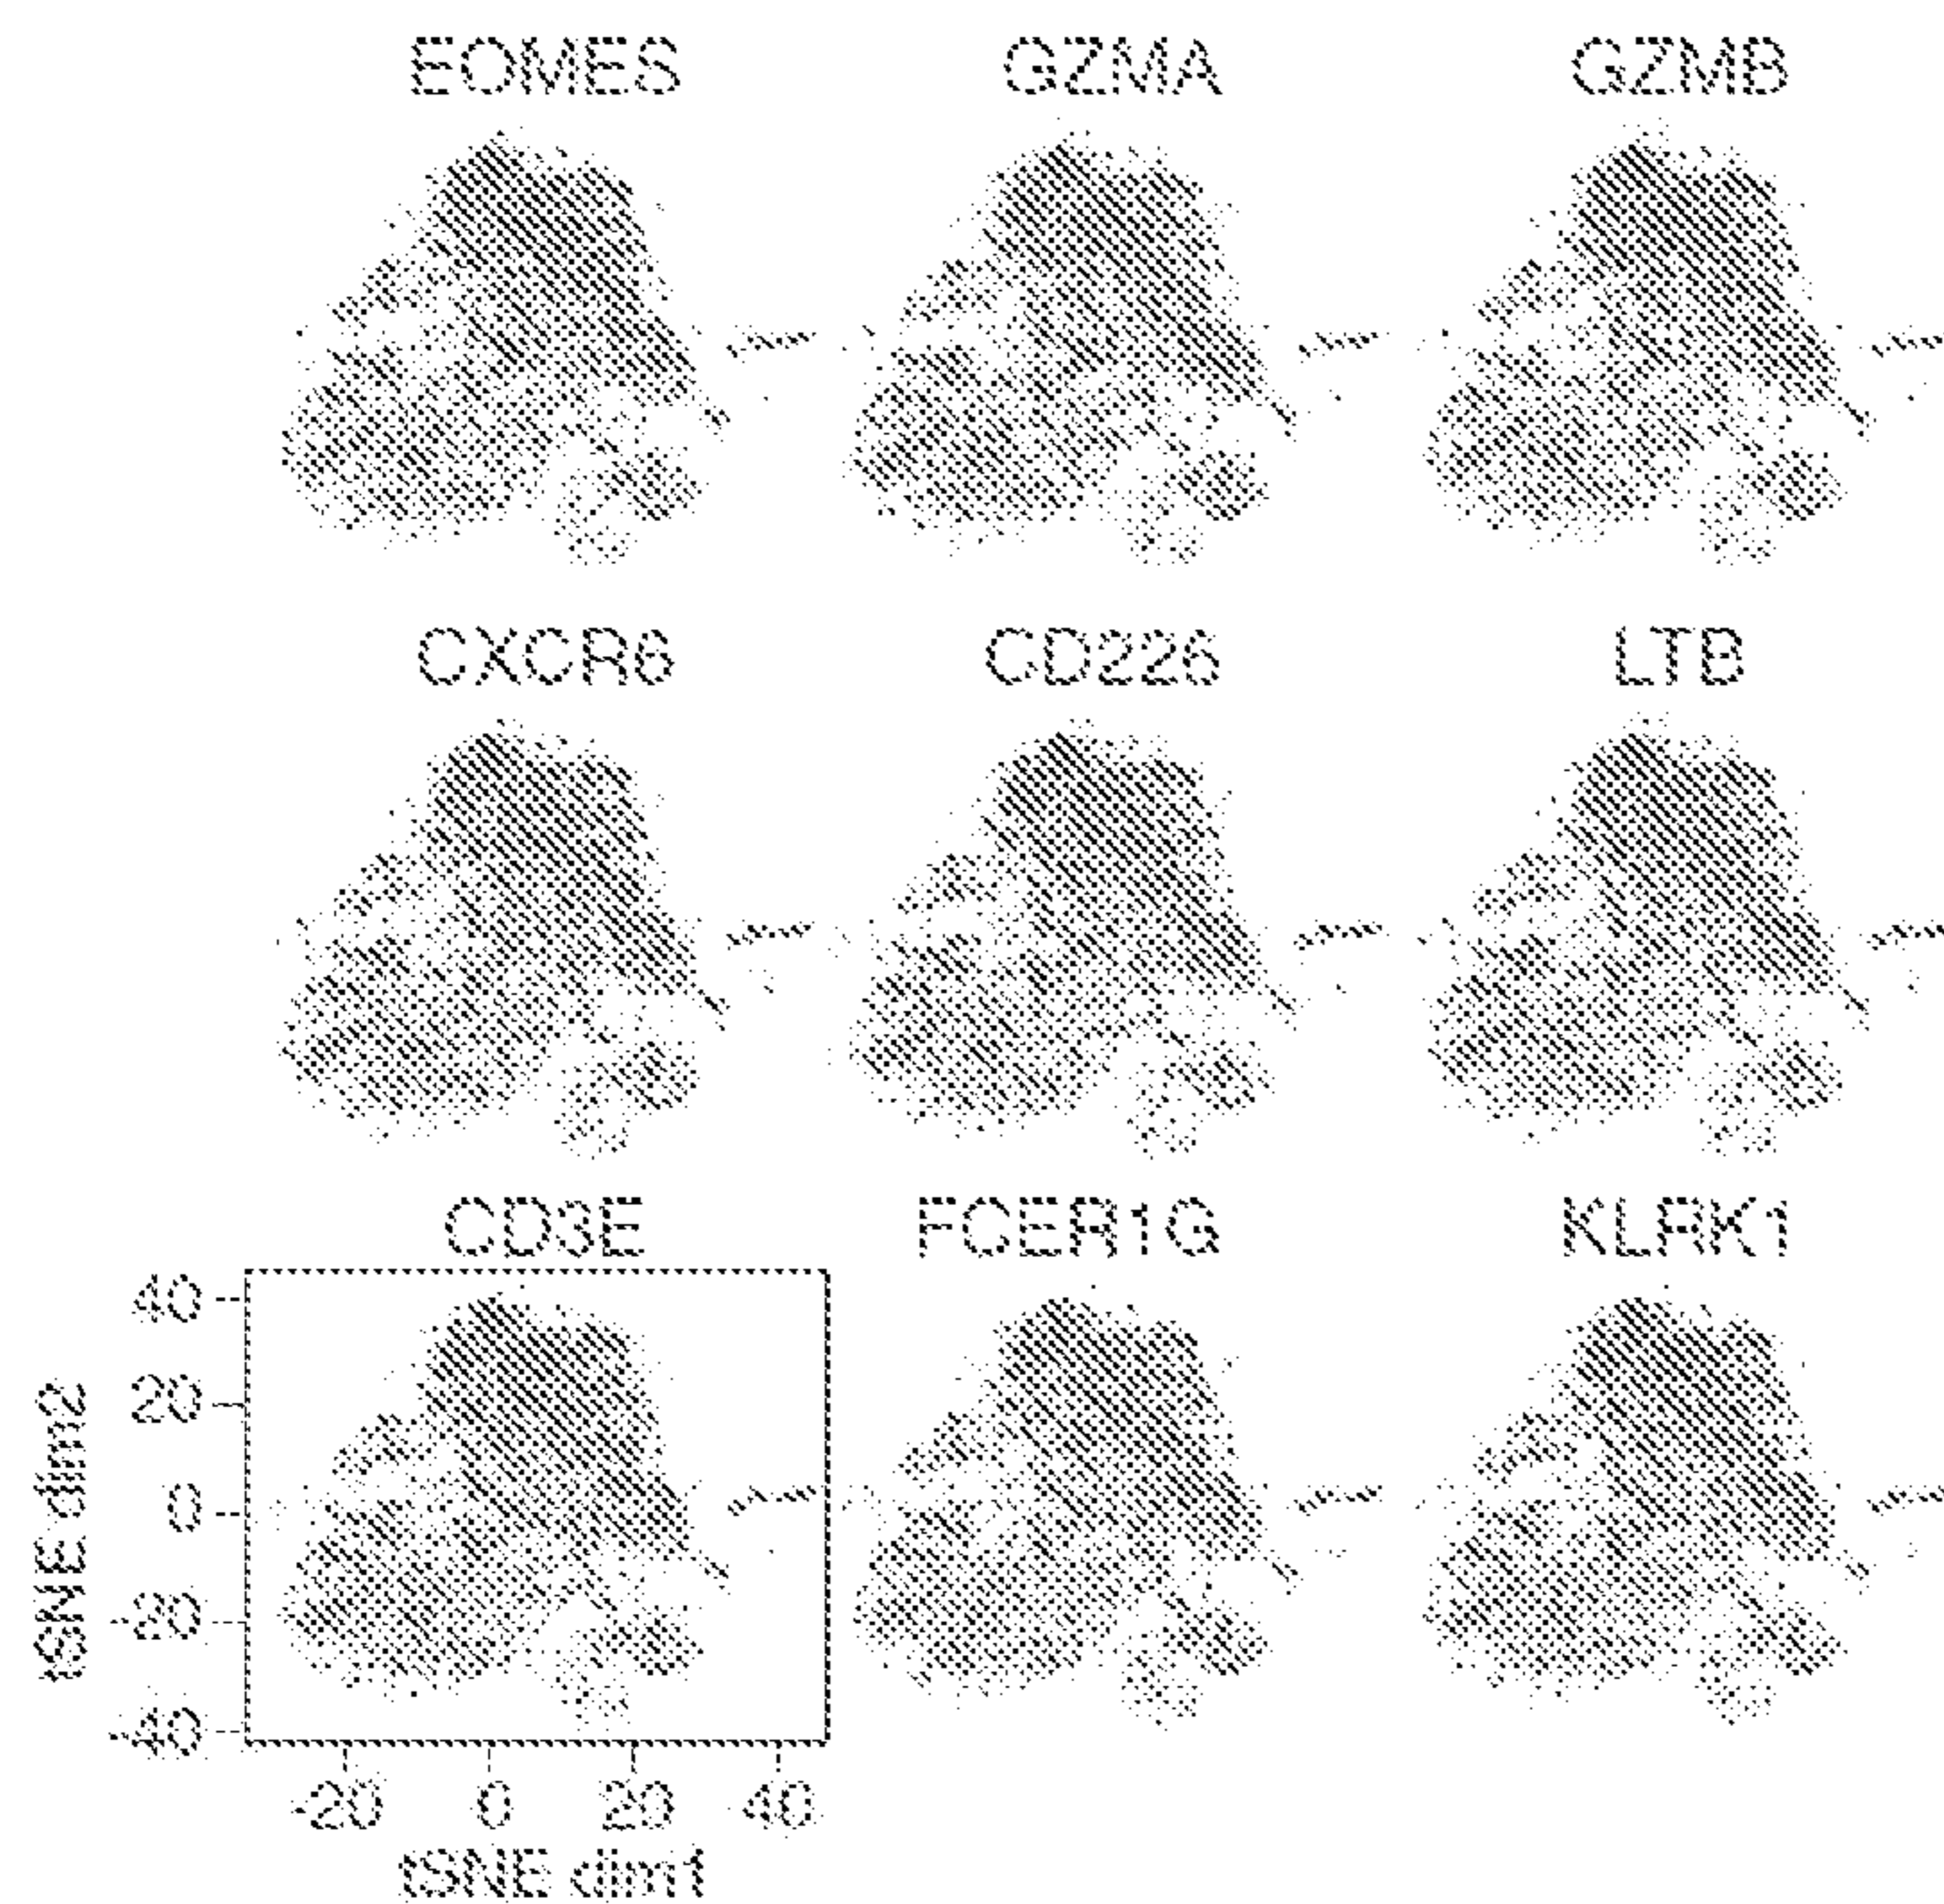 EOMES GZMA GZMB
CXCR6 CD226 LTB
CD3E FCER1G KLRK1
40
20
0
-20
-40
tSNE dim2
-20 0 20 40
tSNE dim1